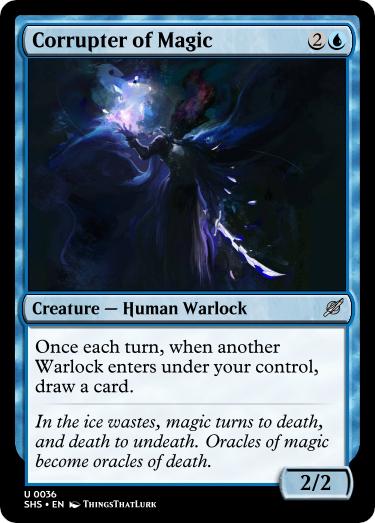 Corrupter of Magic 2
Creature — Human Warlock
Once each turn, when another
Warlock enters under your control,
draw a card.
In the ice wastes, magic turns to death,
and death to undeath. Oracles of magic
become oracles of death.
2/2
U 0036
SHS • EN ThingsThatLurk